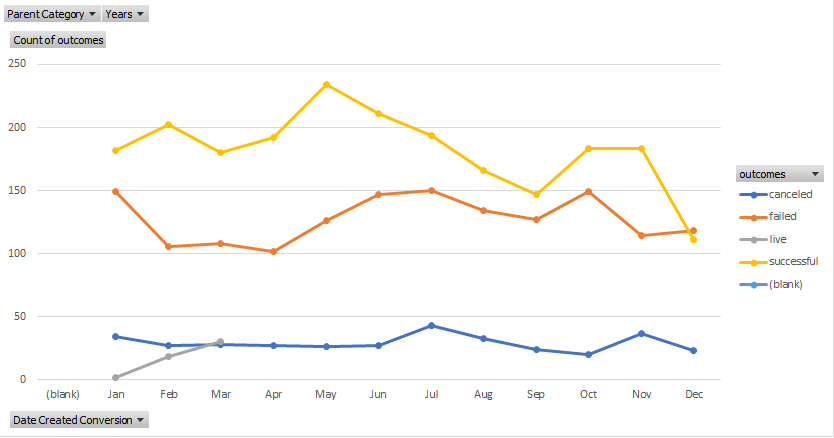 Parent Category Years
Count of outcomes
250
200
150
100
50
0
(blank) Jan Feb Mar Apr May Jun Jul Aug Sep Oct Nov Dec
outcomes
canceled
failed
live
successful
(blank)
Date Created Conversion